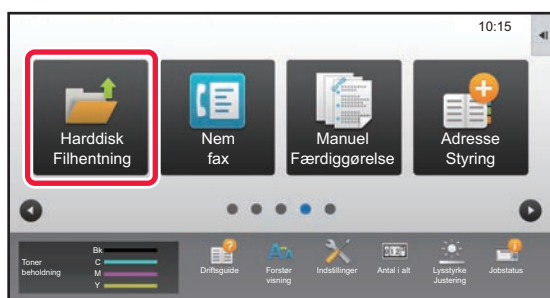 10:15
Harddisk
Filhentning
Nem
fax
Manuel
Færdiggørelse
Adresse
Styring
Toner
beholdning
Bk
C
M
Y
Driftsguide
Forstør
visning
Indstillinger
Antal i alt
Lysstyrke
Justering
Jobstatus